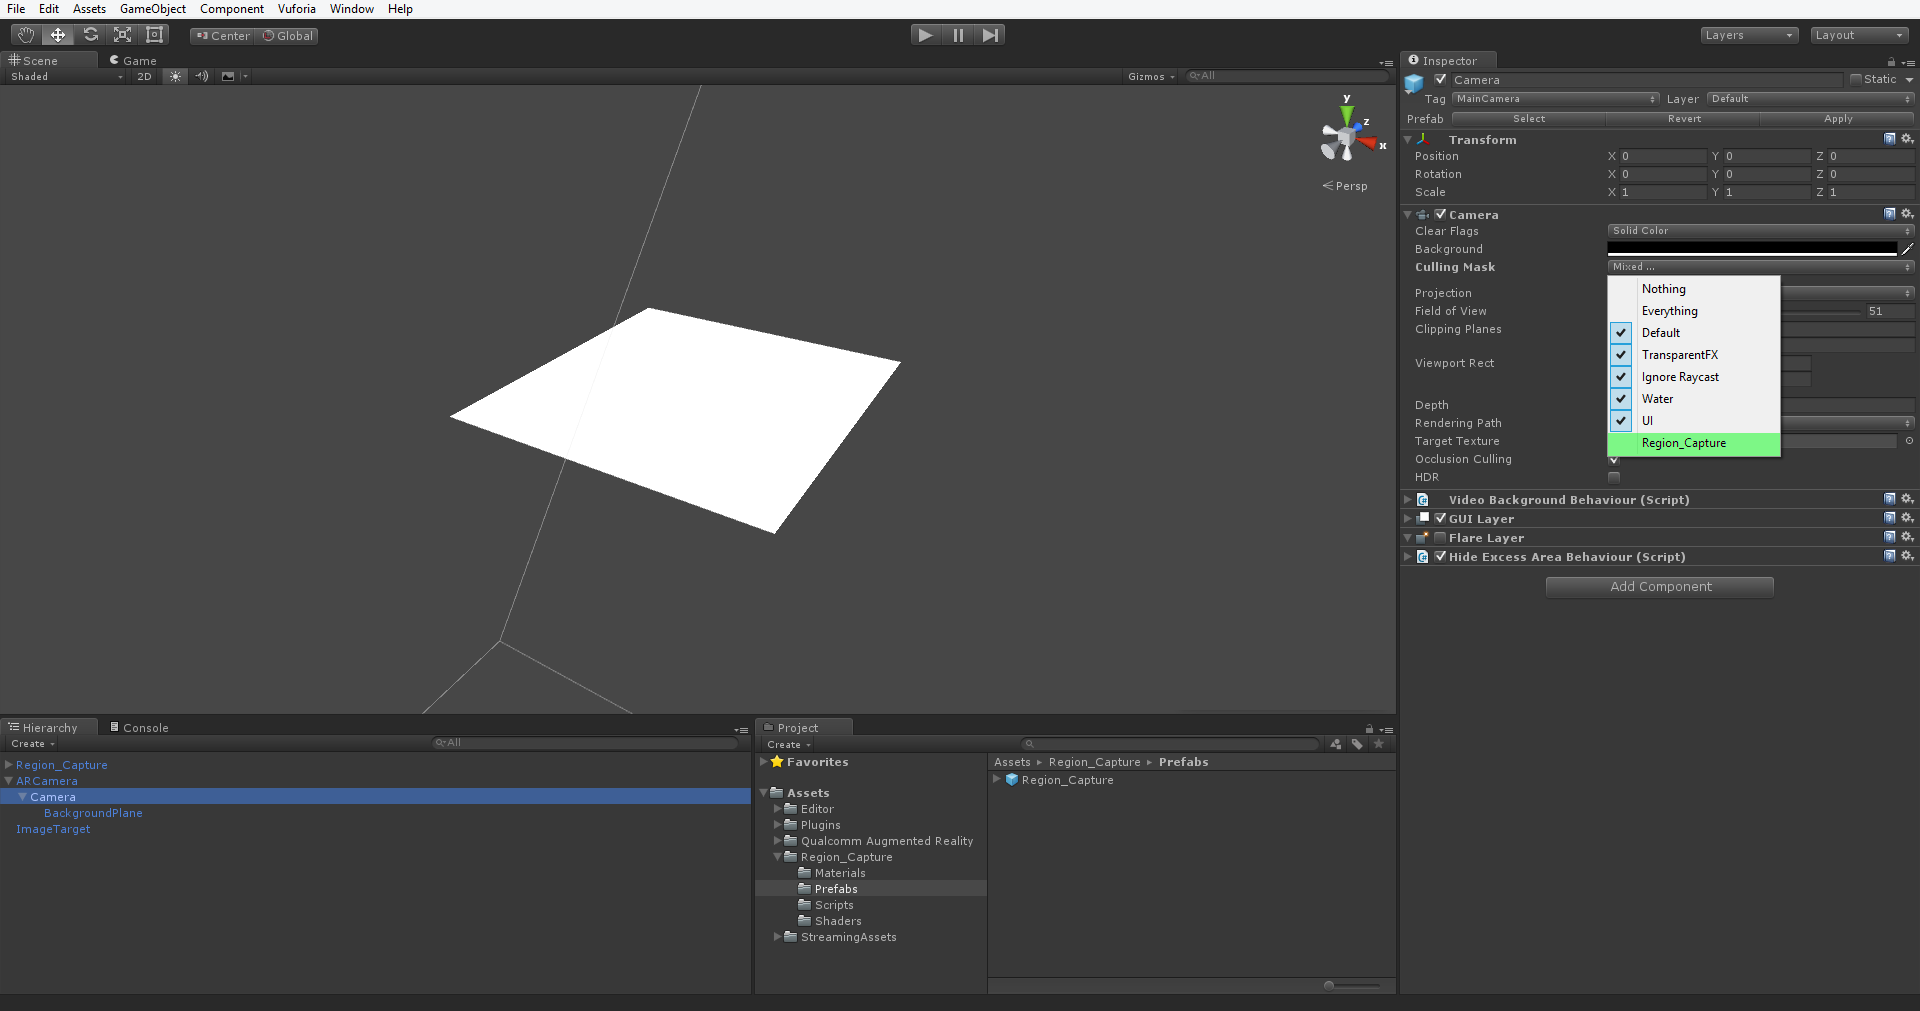 File Edit Assets GameObject Component Vuforia Window Help
Center Global Layers Layout
Scene Game
Shaded 2D Gizmos All
y
z
x
Persp
Inspector
Camera Static
Tag MainCamera Layer Default
Prefab Select Revert Apply
Transform
Position X 0 Y 0 Z 0
Rotation X 0 Y 0 Z 0
Scale X 1 Y 1 Z 1
Camera
Clear Flags Solid Color
Background
Culling Mask Mixed ...
Nothing
Everything
Default
TransparentFX
Ignore Raycast
Water
UI
Region_Capture
Projection
Field of View 51
Clipping Planes
Viewport Rect
Depth
Rendering Path
Target Texture
Occlusion Culling
HDR
Video Background Behaviour (Script)
GUI Layer
Flare Layer
Hide Excess Area Behaviour (Script)
Add Component
Hierarchy Console
Create All
Region_Capture
ARCamera
Camera
BackgroundPlane
ImageTarget
Project
Create
Favorites
Assets
Editor
Plugins
Qualcomm Augmented Reality
Region_Capture
Materials
Prefabs
Scripts
Shaders
StreamingAssets
Assets ▸ Region_Capture ▸ Prefabs
Region_Capture